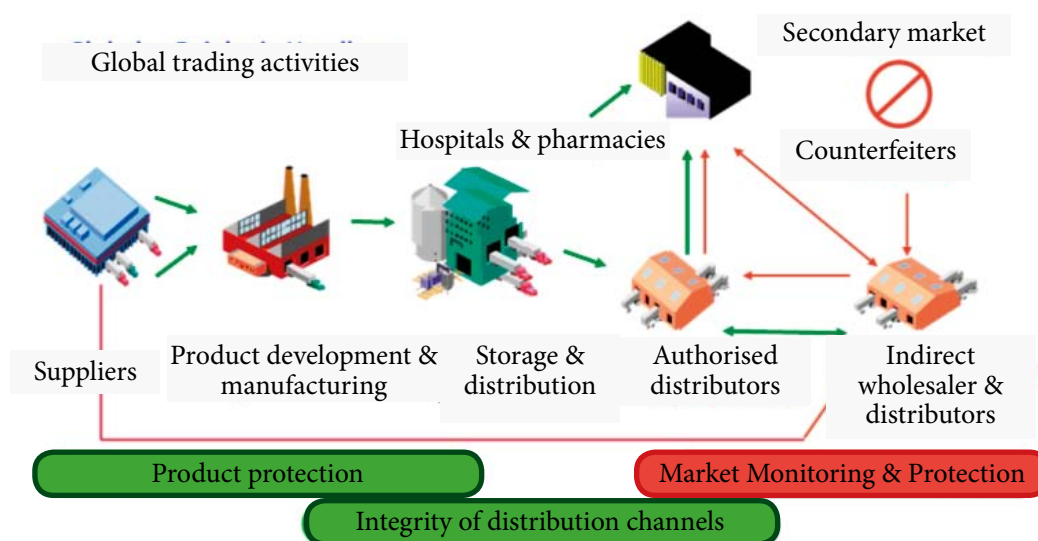 Global trading activities
Secondary market
Hospitals & pharmacies
Counterfeiters
Suppliers
Product development &
manufacturing
Storage &
distribution
Authorised
distributors
Indirect
wholesaler &
distributors
Product protection
Market Monitoring & Protection
Integrity of distribution channels